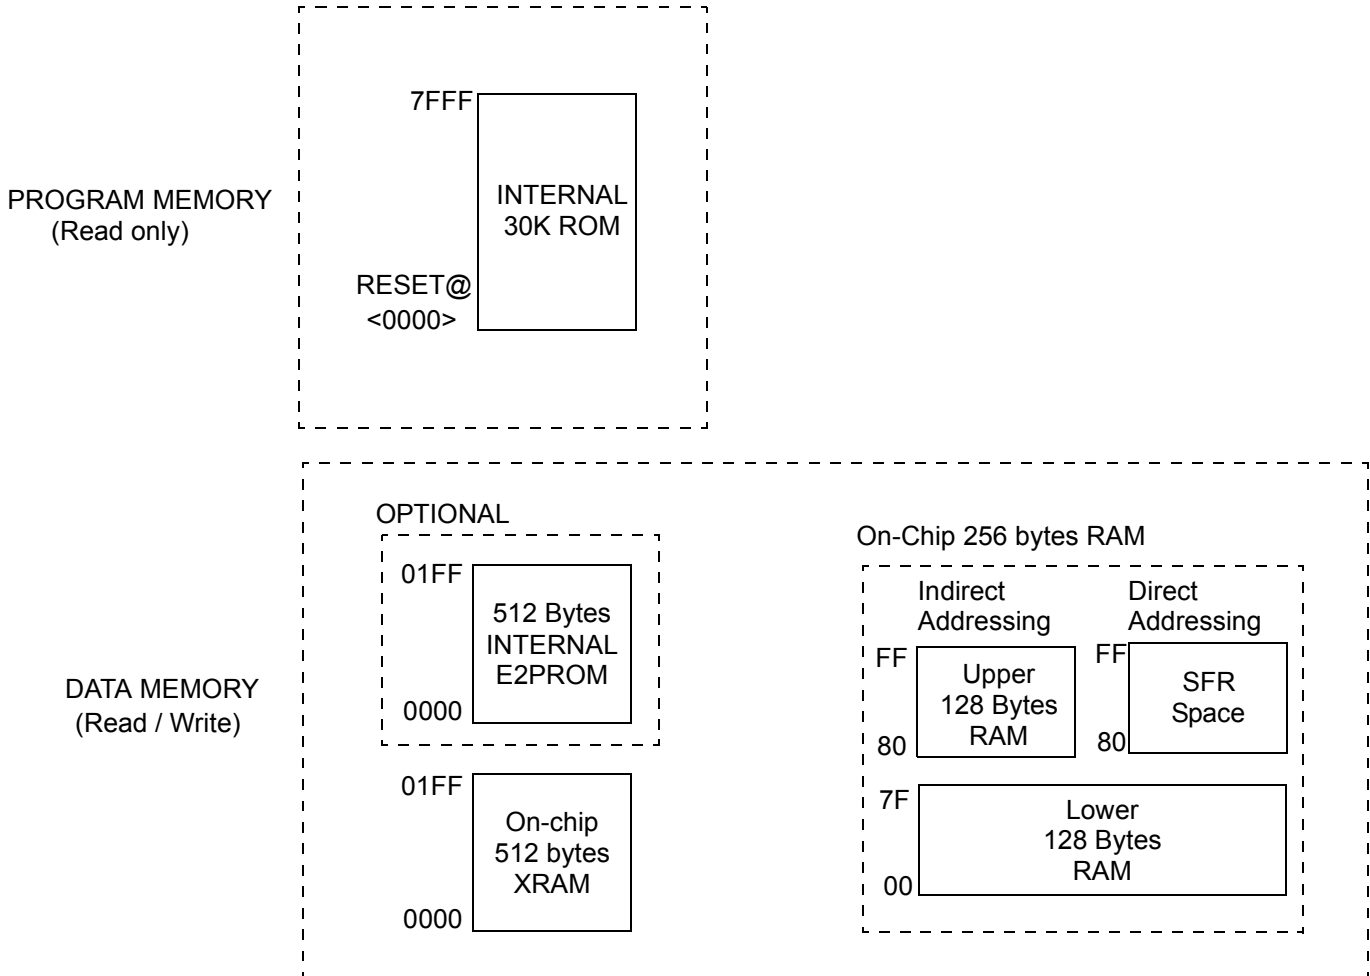 7FFF
PROGRAM MEMORY
(Read only)
INTERNAL
30K ROM
RESET@
<0000>
OPTIONAL
On-Chip 256 bytes RAM
01FF
512 Bytes
INTERNAL
E2PROM
0000
Indirect
Addressing
Direct
Addressing
FF
Upper
128 Bytes
RAM
80
FF
SFR
Space
80
DATA MEMORY
(Read / Write)
01FF
On-chip
512 bytes
XRAM
0000
7F
Lower
128 Bytes
RAM
00